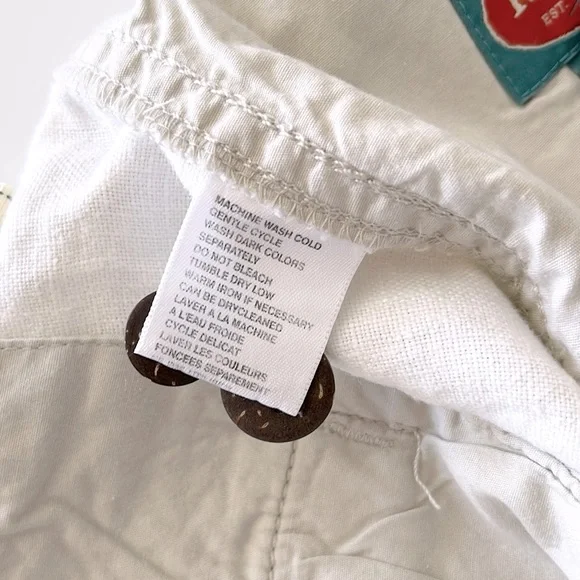 EST.
MACHINE WASH COLD
GENTLE CYCLE
WASH DARK COLORS
SEPARATELY
DO NOT BLEACH
TUMBLE DRY LOW
WARM IRON IF NECESSARY
CAN BE DRYCLEANED
LAVER A LA MACHINE
A L'EAU FROIDE
CYCLE DELICAT
LAVER LES COULEURS
FONCEES SEPAREMENT